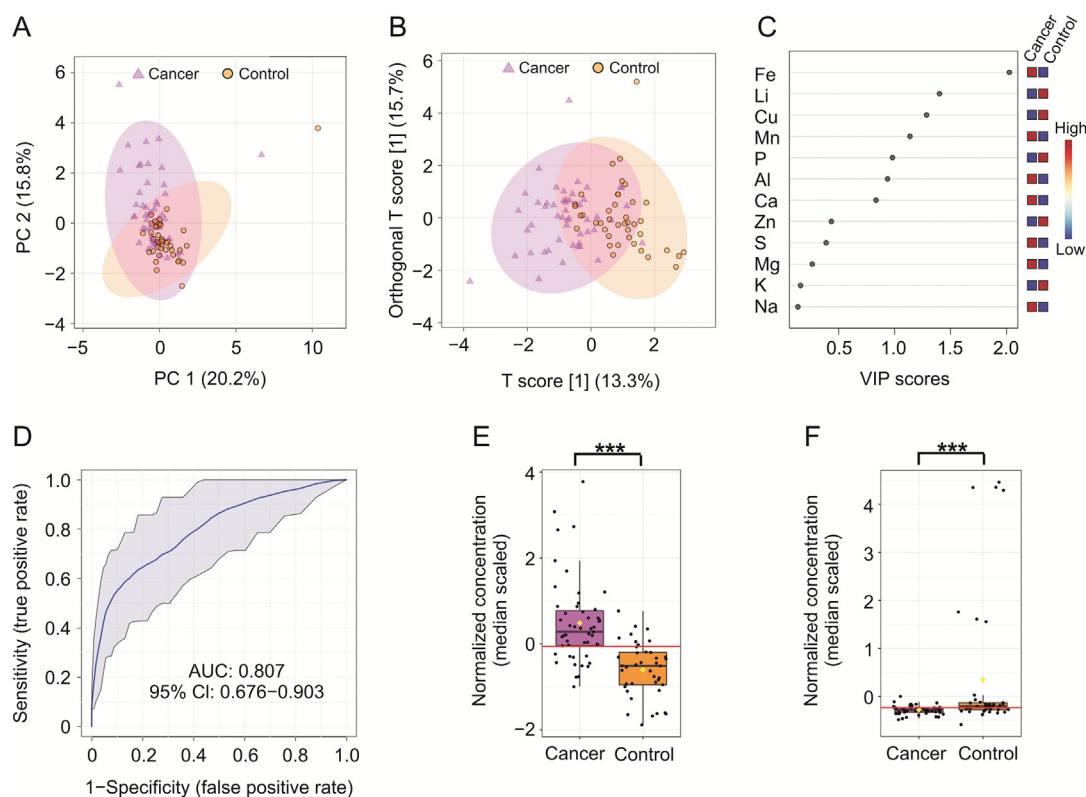 A
Cancer Control
6
4
2
0
−2
−4
PC 2 (15.8%)
−5 0 5 10
PC 1 (20.2%)
B
Cancer Control
6
4
2
0
−2
−4
Orthogonal T score [1] (15.7%)
−4 −2 0 2 4
T score [1] (13.3%)
C
Cancer
Control
Fe
Li
Cu
Mn
P
Al
Ca
Zn
S
Mg
K
Na
High
Low
0.5 1.0 1.5 2.0
VIP scores
D
1.0
0.8
0.6
0.4
0.2
0
Sensitivity (true positive rate)
AUC: 0.807
95% CI: 0.676−0.903
0 0.2 0.4 0.6 0.8 1.0
1−Specificity (false positive rate)
E
***
4
2
0
−2
Normalized concentration
(median scaled)
Cancer Control
F
***
4
3
2
1
0
Normalized concentration
(median scaled)
Cancer Control